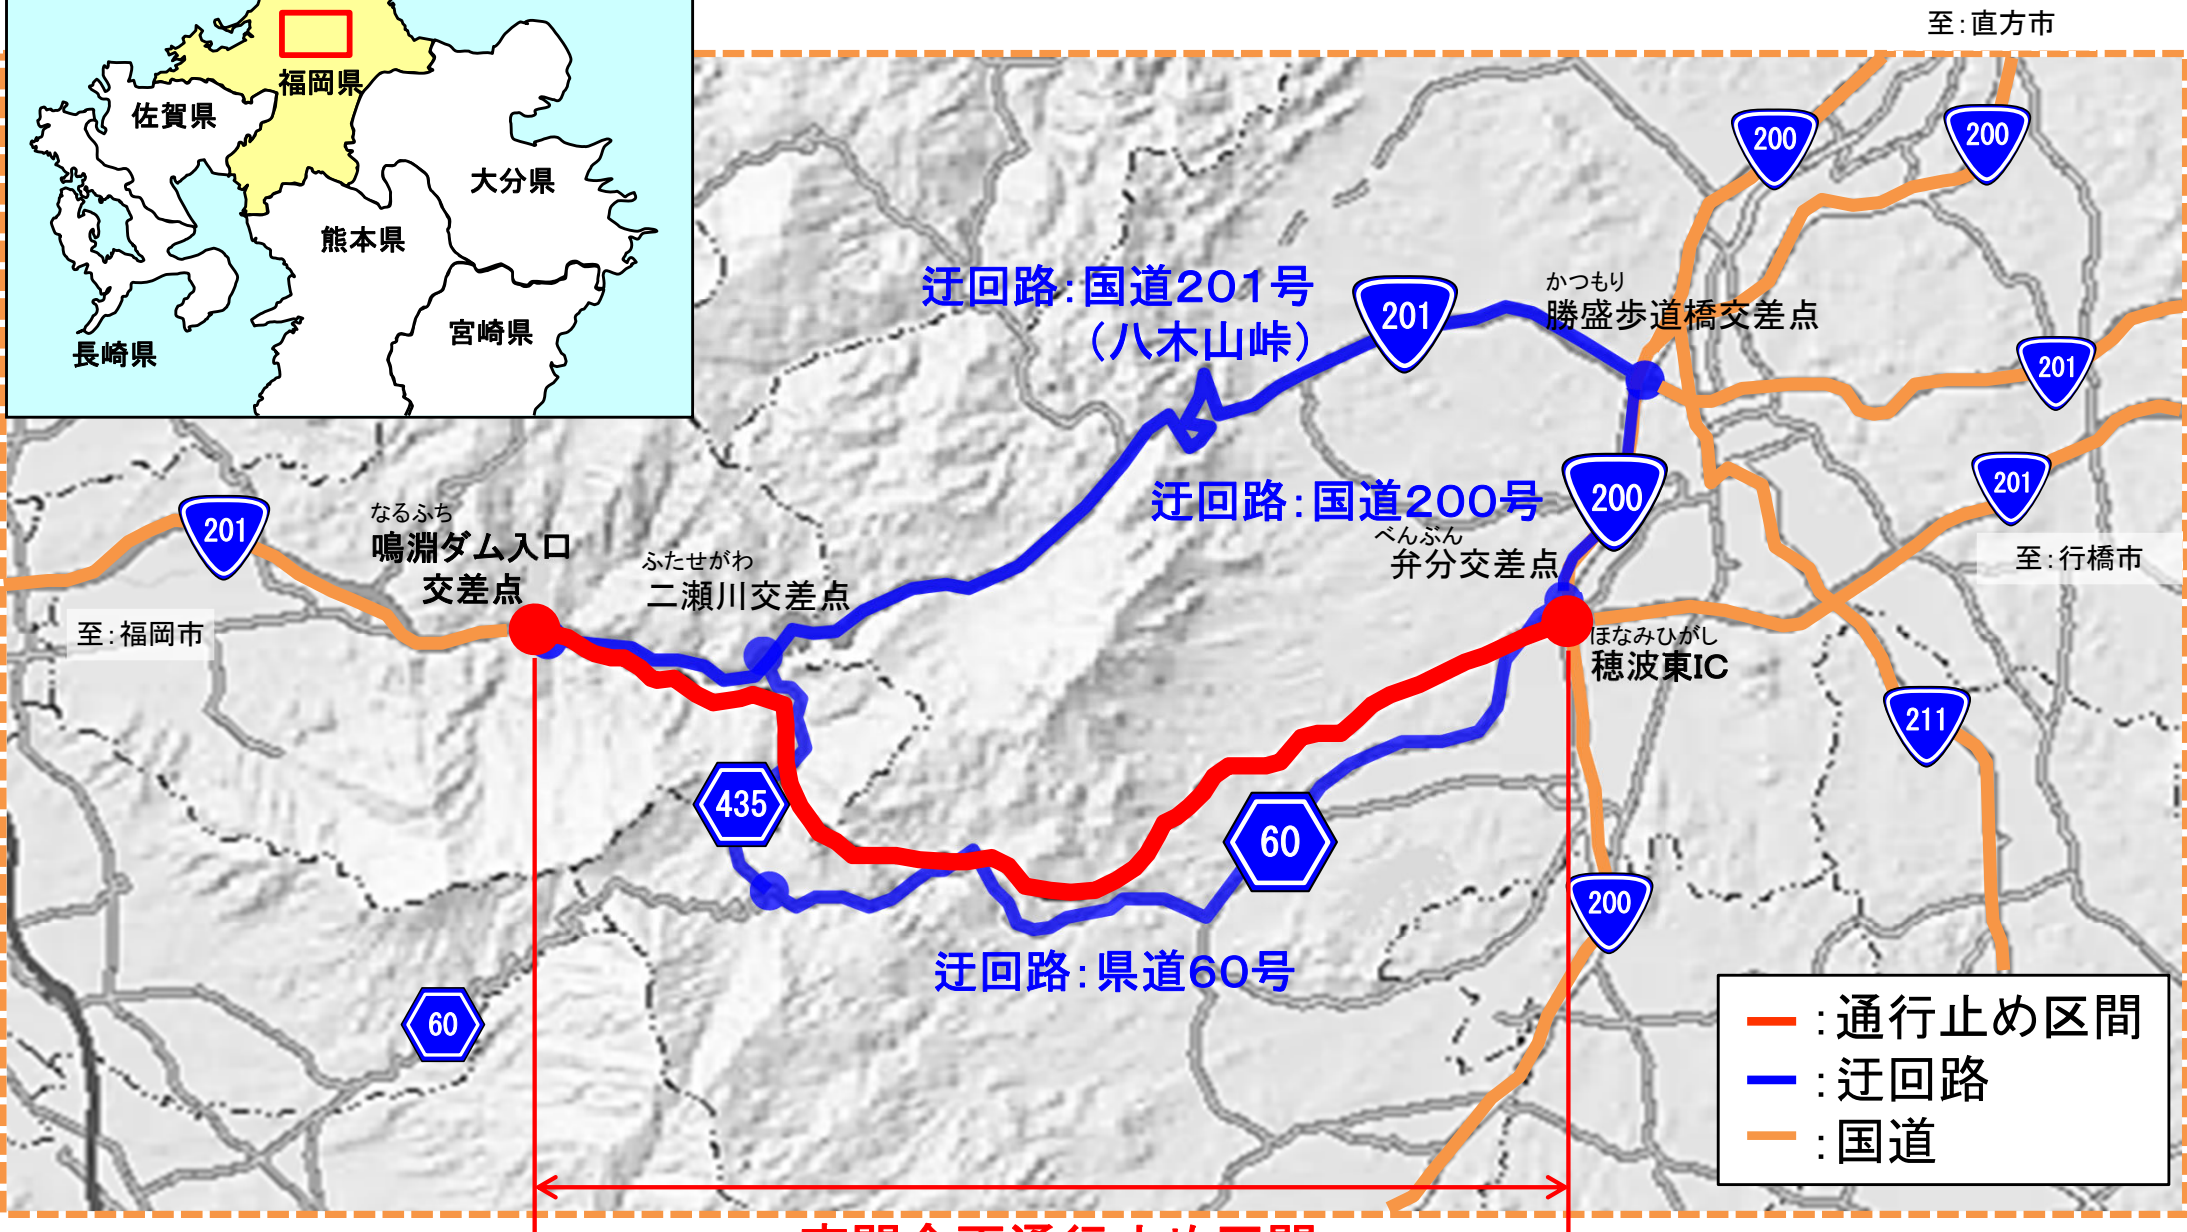 至：直方市
福岡県
佐賀県
大分県
熊本県
宮崎県
長崎県
200
200
迂回路：国道201号
（八木山峠）
201
かつもり
勝盛歩道橋交差点
201
迂回路：国道200号
200
201
べんぶん
弁分交差点
至：行橋市
201
なるふち
鳴淵ダム入口
交差点
ふたせがわ
二瀬川交差点
至：福岡市
ほなみひがし
穂波東IC
211
435
60
200
迂回路：県道60号
60
：通行止め区間
：迂回路
：国道